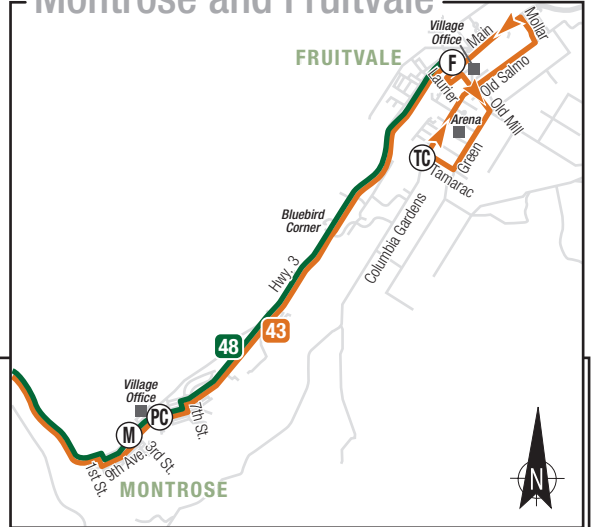 Montrose and Fruitvale
Village
Office
Main
Mollar
FRUITVALE
F
Laurier
Old Salmo
Old Mill
Arena
TC
Green
Tamarac
Bluebird
Corner
Columbia Gardens
Hwy. 3
48
43
Village
Office
PC
7th St.
M
3rd St.
9th Ave.
1st St.
MONTROSE
N